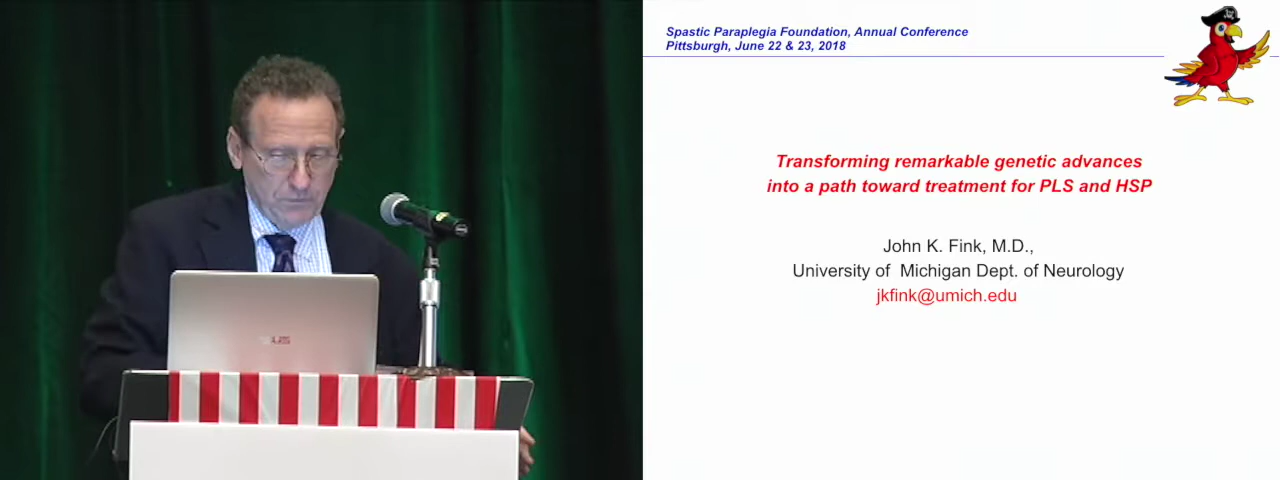 Spastic Paraplegia Foundation, Annual Conference
Pittsburgh, June 22 & 23, 2018
Transforming remarkable genetic advances
into a path toward treatment for PLS and HSP
John K. Fink, M.D.,
University of Michigan Dept. of Neurology
jkfink@umich.edu